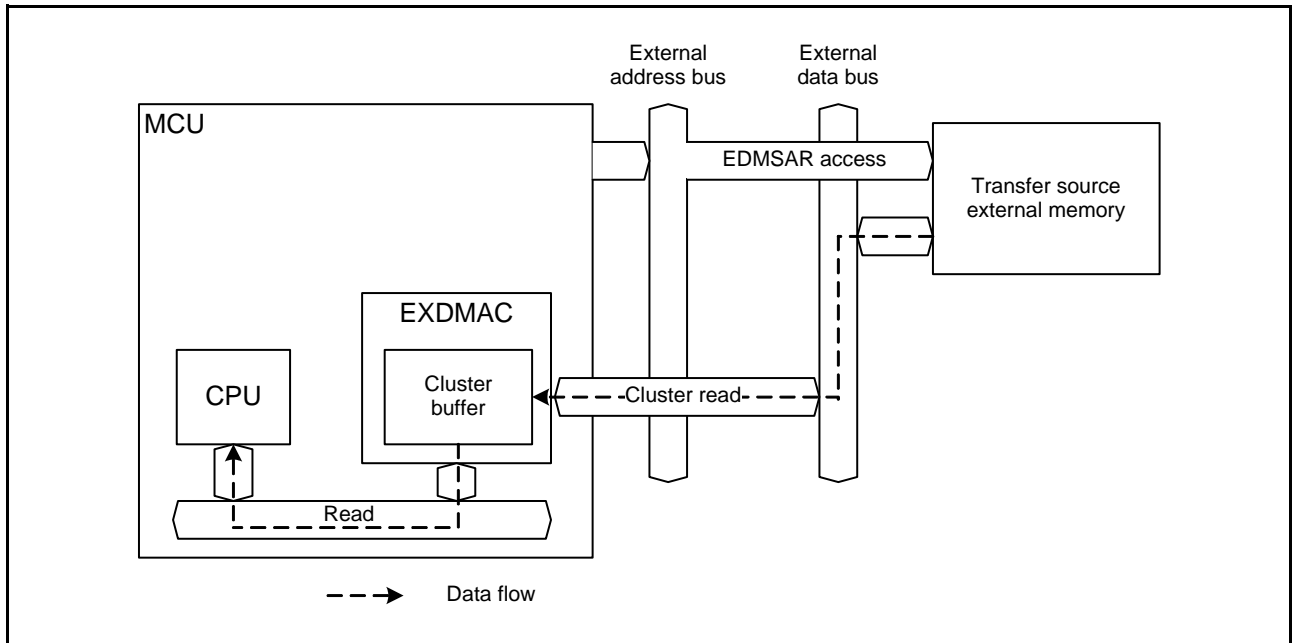 External
address bus
External
data bus
MCU
EDMSAR access
Transfer source
external memory
EXDMAC
CPU
Cluster
buffer
Cluster read
Read
Data flow